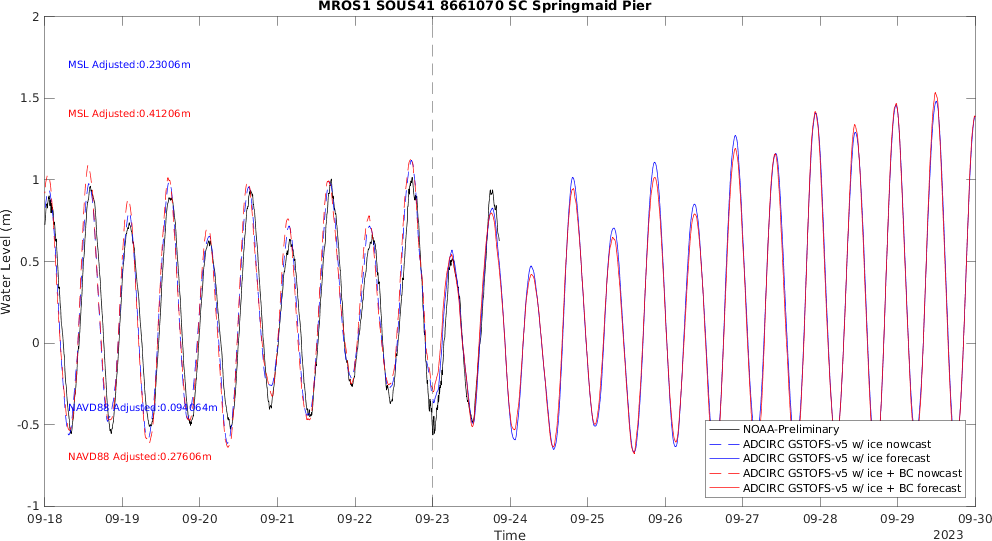 MROS1 SOUS41 8661070 SC Springmaid Pier
2
1.5
1
0.5
0
-0.5
-1
Water Level (m)
MSL Adjusted:0.23006m
MSL Adjusted:0.41206m
NAVD88 Adjusted:0.094064m
NAVD88 Adjusted:0.27606m
NOAA-Preliminary
ADCIRC GSTOFS-v5 w/ ice nowcast
ADCIRC GSTOFS-v5 w/ ice forecast
ADCIRC GSTOFS-v5 w/ ice + BC nowcast
ADCIRC GSTOFS-v5 w/ ice + BC forecast
09-18 09-19 09-20 09-21 09-22 09-23 09-24 09-25 09-26 09-27 09-28 09-29 09-30
Time
2023